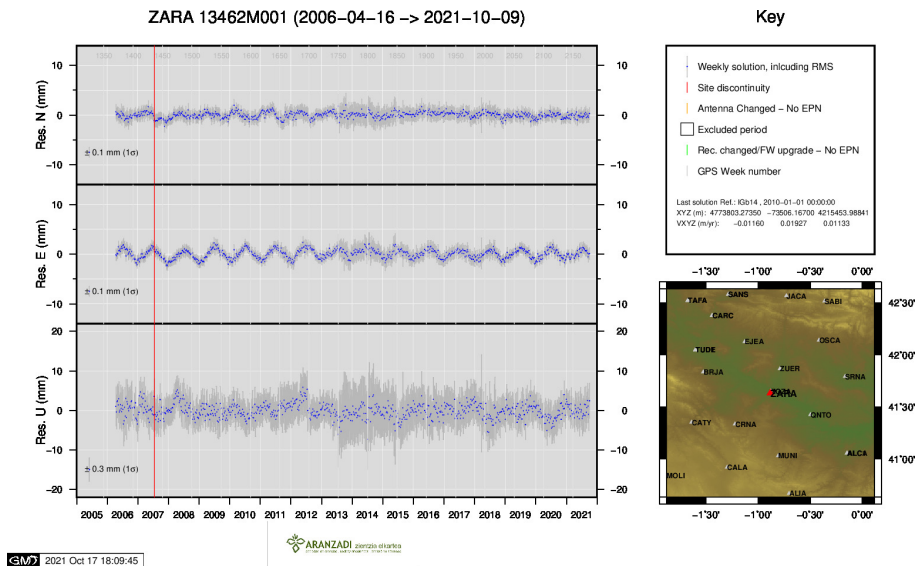 ZARA 13462M001 (2006−04−16 −> 2021−10−09)
Key
1350 1400 1450 1500 1550 1600 1650 1700 1750 1800 1850 1900 1950 2000 2050 2100 2150
Res. N (mm)
10
0
−10
10
0
−10
± 0.1 mm (1σ)
Res. E (mm)
10
0
−10
10
0
−10
± 0.1 mm (1σ)
Res. U (mm)
20
10
0
−10
−20
20
10
0
−10
−20
± 0.3 mm (1σ)
2005 2006 2007 2008 2009 2010 2011 2012 2013 2014 2015 2016 2017 2018 2019 2020 2021
Weekly solution, inlcuding RMS
Site discontinuity
Antenna Changed − No EPN
Excluded period
Rec. changed/FW upgrade − No EPN
GPS Week number
Last solution Ref.: IGb14 , 2010−01−01 00:00:00
XYZ (m): 4773803.27350 −73506.16700 4215453.98841
VXYZ (m/yr): −0.01160 0.01927 0.01133
−1°30' −1°00' −0°30' 0°00'
TAFA SANS JACA SABI
42°30'
CARC
EJEA OSCA
TUDE
42°00'
BRJA ZUER SRNA
ZARA
QNTO
41°30'
CATY CRNA
MUNI ALCA
41°00'
CALA
MOLI
ALIA
−1°30' −1°00' −0°30' 0°00'
ARANZADI zientzie elkartea
GMT 2021 Oct 17 18:09:45